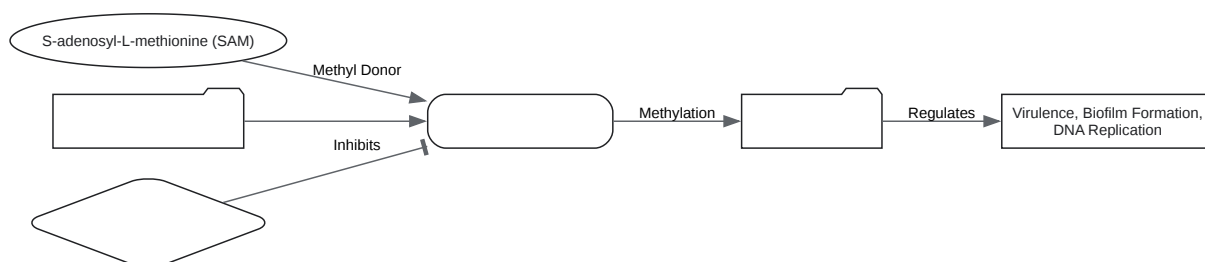 S-adenosyl-L-methionine (SAM)
Methyl Donor
Inhibits
Methylation
Regulates
Virulence, Biofilm Formation,
DNA Replication